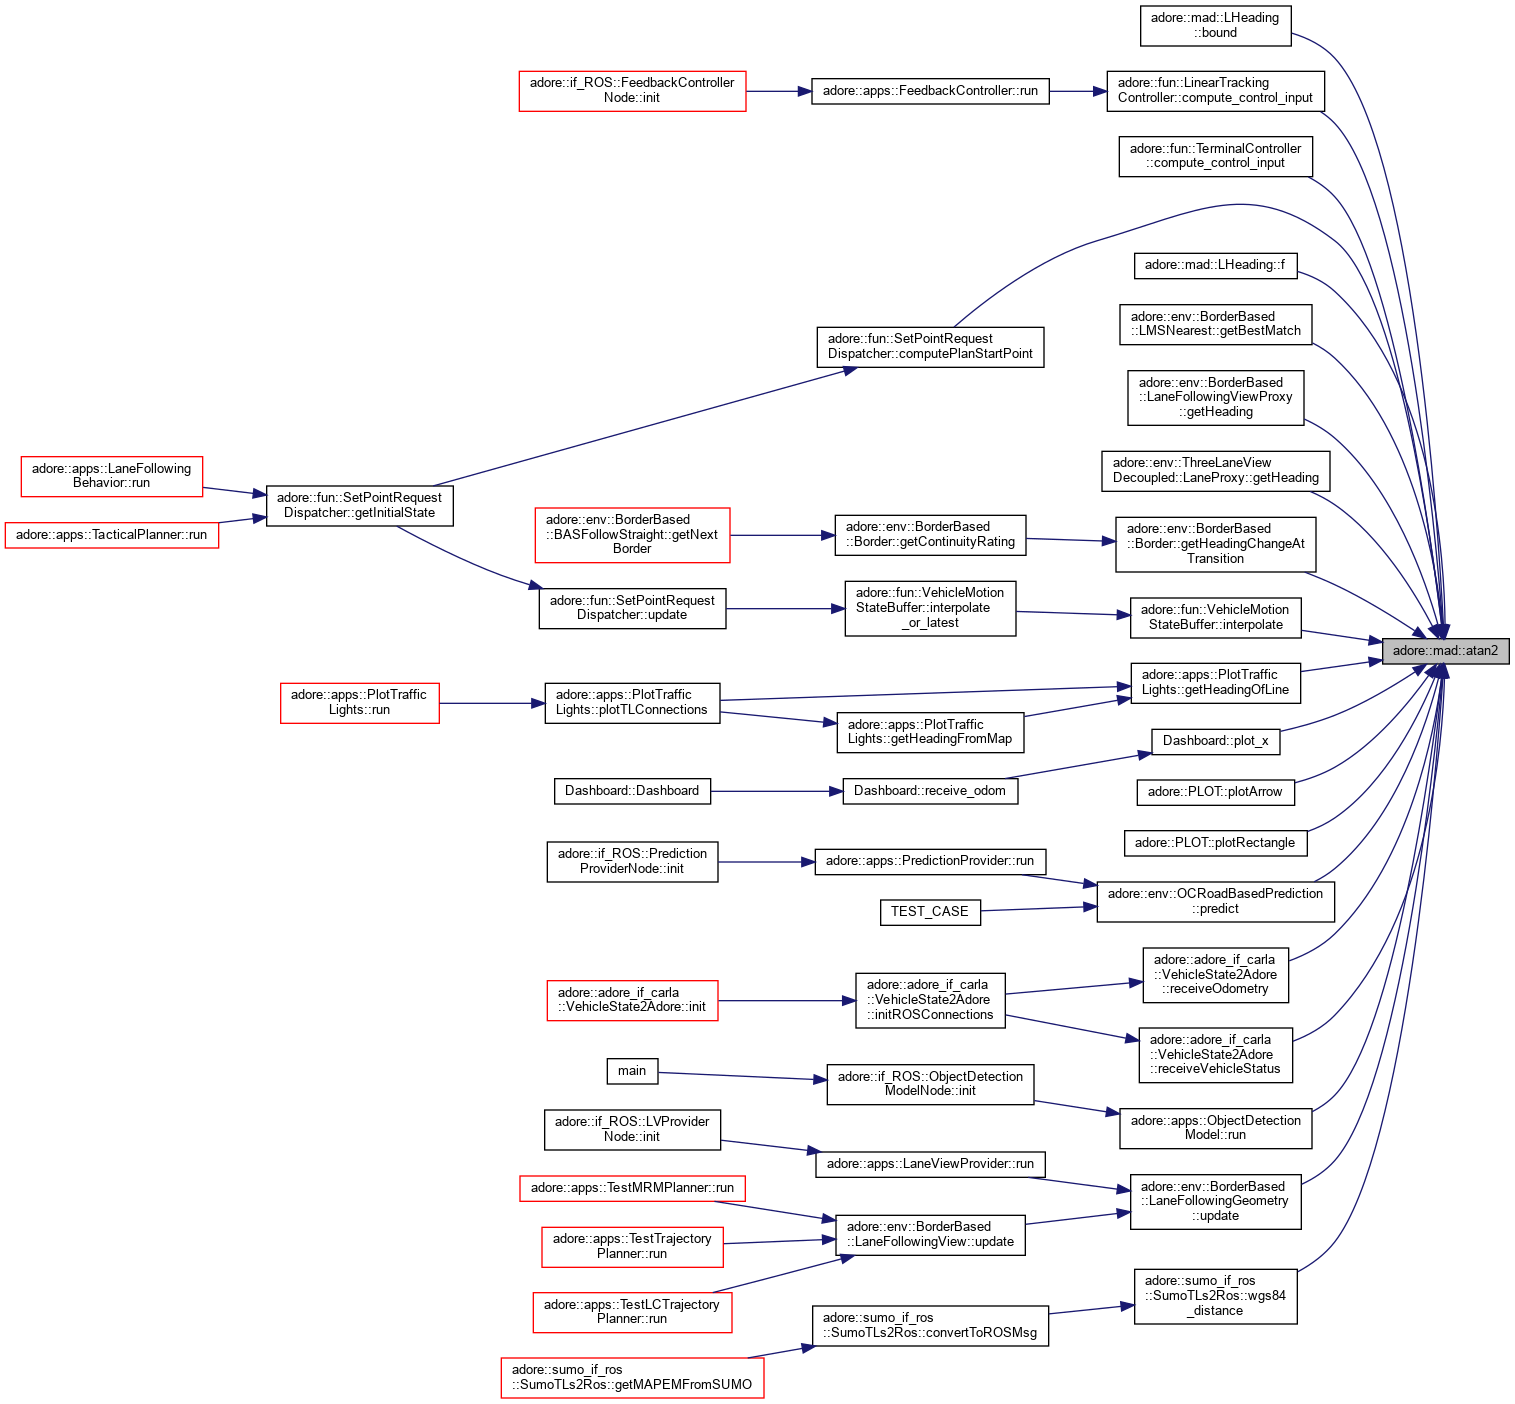 adore::mad::LHeading
::bound
adore::if_ROS::FeedbackController
Node::init
adore::apps::FeedbackController::run
adore::fun::LinearTracking
Controller::compute_control_input
adore::fun::TerminalController
::compute_control_input
adore::mad::LHeading::f
adore::env::BorderBased
::LMSNearest::getBestMatch
adore::fun::SetPointRequest
Dispatcher::computePlanStartPoint
adore::env::BorderBased
::LaneFollowingViewProxy
::getHeading
adore::env::ThreeLaneView
Decoupled::LaneProxy::getHeading
adore::apps::LaneFollowing
Behavior::run
adore::apps::TacticalPlanner::run
adore::fun::SetPointRequest
Dispatcher::getInitialState
adore::env::BorderBased
::BASFollowStraight::getNext
Border
adore::env::BorderBased
::Border::getContinuityRating
adore::env::BorderBased
::Border::getHeadingChangeAt
Transition
adore::fun::SetPointRequest
Dispatcher::update
adore::fun::VehicleMotion
StateBuffer::interpolate
_or_latest
adore::fun::VehicleMotion
StateBuffer::interpolate
adore::mad::atan2
adore::apps::PlotTraffic
Lights::run
adore::apps::PlotTraffic
Lights::plotTLConnections
adore::apps::PlotTraffic
Lights::getHeadingOfLine
adore::apps::PlotTraffic
Lights::getHeadingFromMap
Dashboard::plot_x
Dashboard::Dashboard
Dashboard::receive_odom
adore::PLOT::plotArrow
adore::PLOT::plotRectangle
adore::if_ROS::Prediction
ProviderNode::init
adore::apps::PredictionProvider::run
adore::env::OCRoadBasedPrediction
::predict
TEST_CASE
adore::adore_if_carla
::VehicleState2Adore
::receiveOdometry
adore::adore_if_carla
::VehicleState2Adore::init
adore::adore_if_carla
::VehicleState2Adore
::initROSConnections
adore::adore_if_carla
::VehicleState2Adore
::receiveVehicleStatus
main
adore::if_ROS::ObjectDetection
ModelNode::init
adore::apps::ObjectDetection
Model::run
adore::if_ROS::LVProvider
Node::init
adore::apps::LaneViewProvider::run
adore::env::BorderBased
::LaneFollowingGeometry
::update
adore::apps::TestMRMPlanner::run
adore::apps::TestTrajectory
Planner::run
adore::env::BorderBased
::LaneFollowingView::update
adore::apps::TestLCTrajectory
Planner::run
adore::sumo_if_ros
::SumoTLs2Ros::wgs84
_distance
adore::sumo_if_ros
::SumoTLs2Ros::convertToROSMsg
adore::sumo_if_ros
::SumoTLs2Ros::getMAPEMFromSUMO